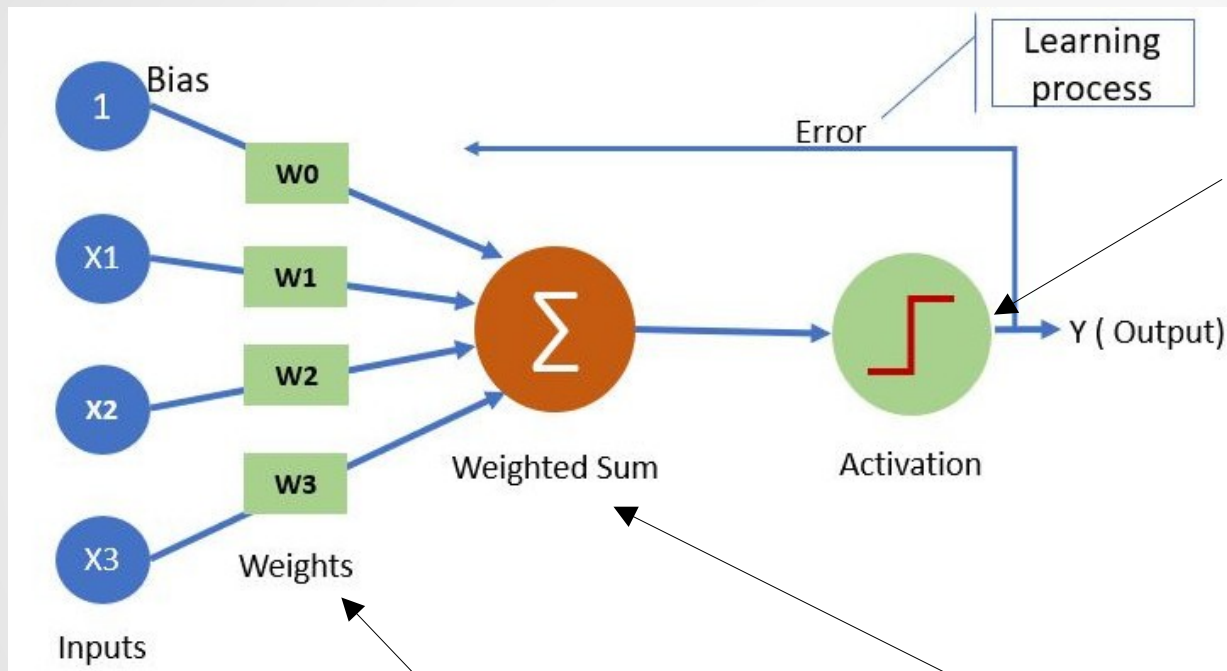 Learning
process
Error
1
Bias
W0
X1
W1
X2
W2
X3
W3
Σ
Y ( Output)
Weighted Sum
Activation
Weights
Inputs